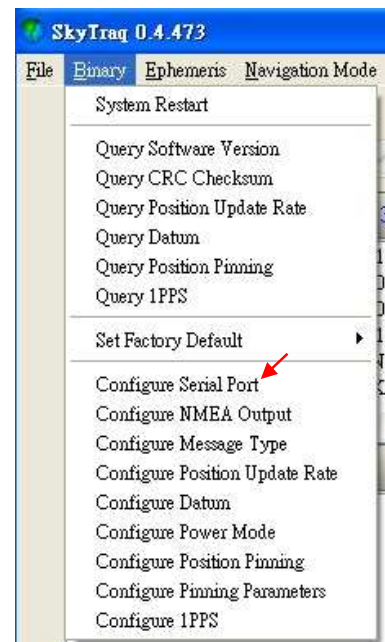 SkyTraq 0.4.473
File Binary Ephemeris Navigation Mode
System Restart
Query Software Version
Query CRC Checksum
Query Position Update Rate
Query Datum
Query Position Pinning
Query 1PPS
Set Factory Default
Configure Serial Port
Configure NMEA Output
Configure Message Type
Configure Position Update Rate
Configure Datum
Configure Power Mode
Configure Position Pinning
Configure Pinning Parameters
Configure 1PPS